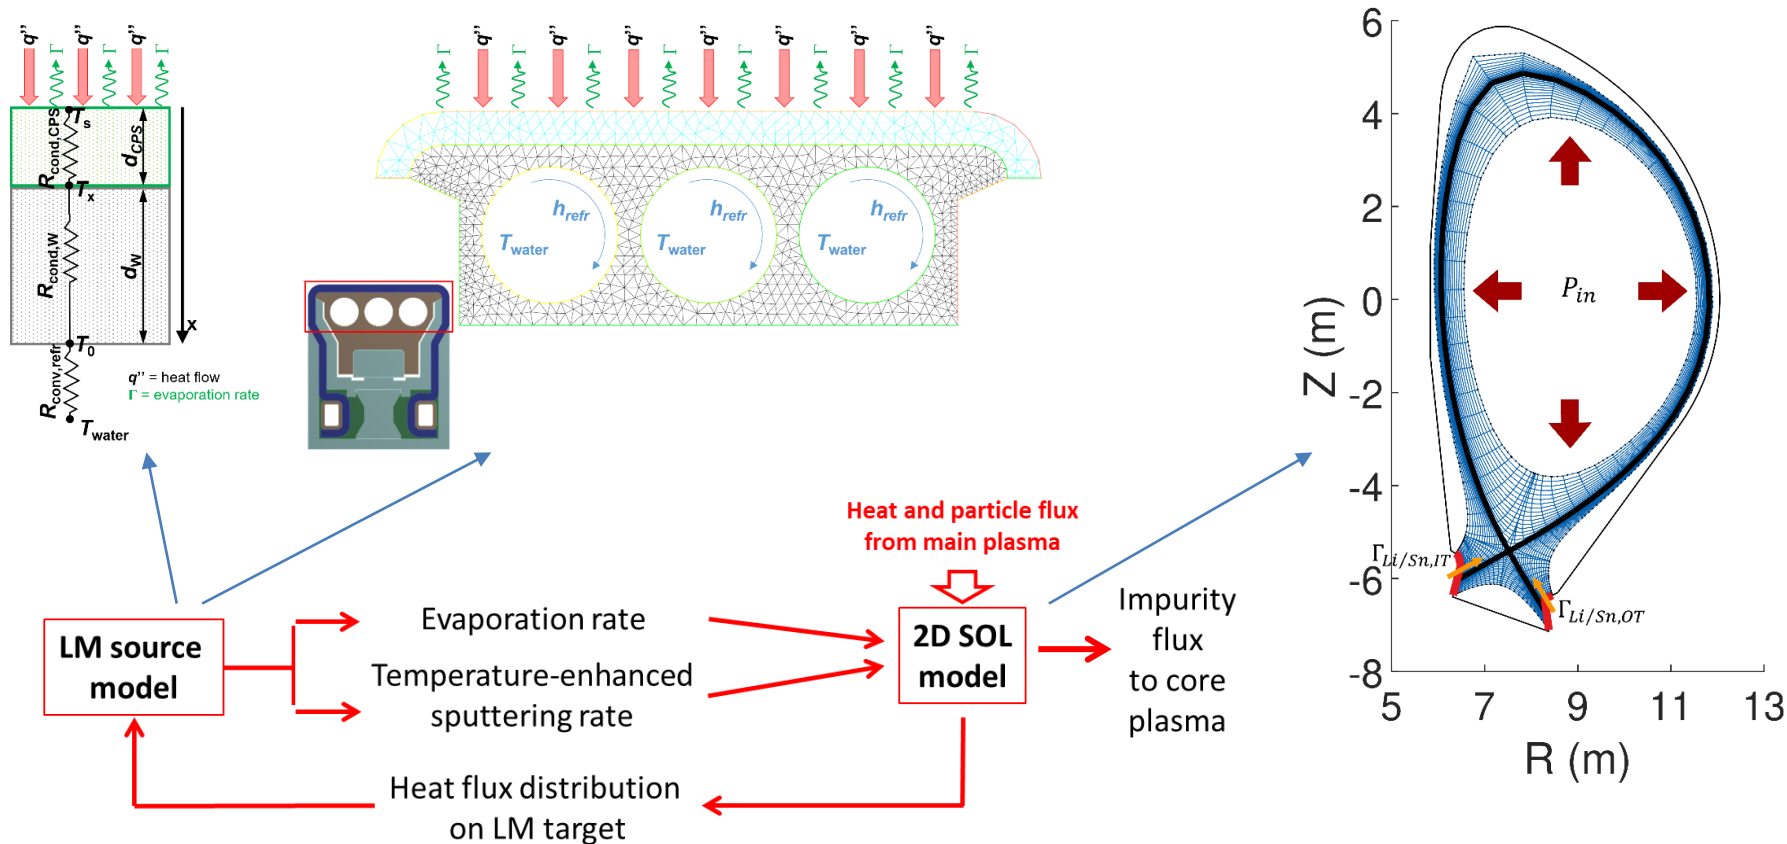 q” q” q”
Γ Γ Γ
T_s
R_cond,CPS
d_CPS
T_x
R_cond,W
d_W
x
T_0
R_conv,refr
T_water
q” = heat flow
Γ = evaporation rate
Γ q” Γ q” Γ q” Γ q” Γ q” Γ q” Γ q” Γ
h_refr
T_water
h_refr
T_water
h_refr
T_water
LM source
model
Evaporation rate
Temperature-enhanced
sputtering rate
Heat flux distribution
on LM target
Heat and particle flux
from main plasma
2D SOL
model
Impurity
flux
to core
plasma
6
4
2
0
-2
-4
-6
-8
Z (m)
P_in
Γ_Li/Sn,IT
Γ_Li/Sn,OT
5 7 9 11 13
R (m)